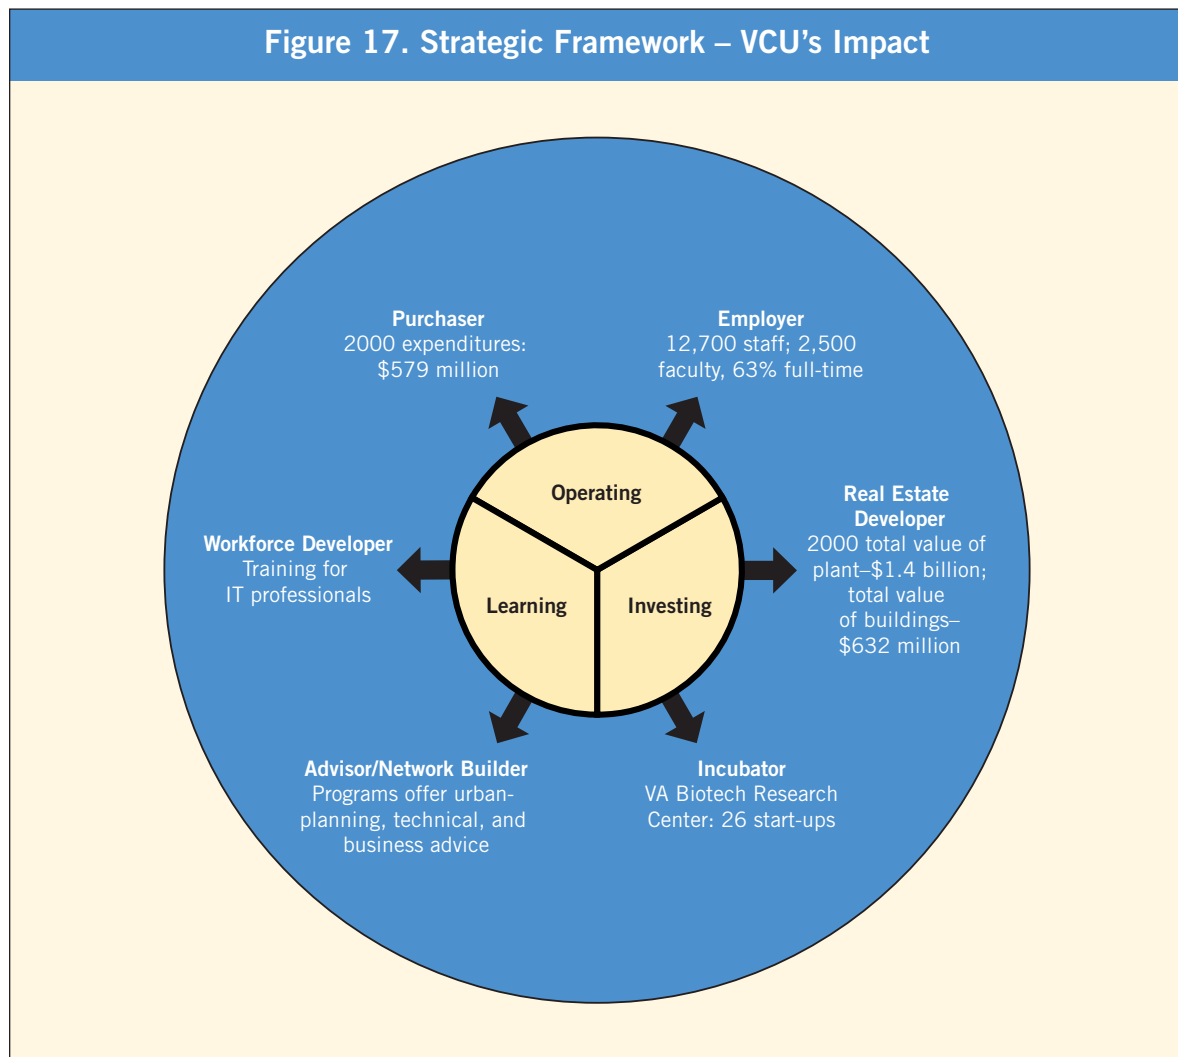 Figure 17. Strategic Framework – VCU's Impact
Purchaser
2000 expenditures:
$579 million
Employer
12,700 staff; 2,500
faculty, 63% full-time
Operating
Real Estate
Developer
2000 total value of
plant–$1.4 billion;
total value
of buildings–
$632 million
Workforce Developer
Training for
IT professionals
Learning
Investing
Advisor/Network Builder
Programs offer urban-
planning, technical, and
business advice
Incubator
VA Biotech Research
Center: 26 start-ups